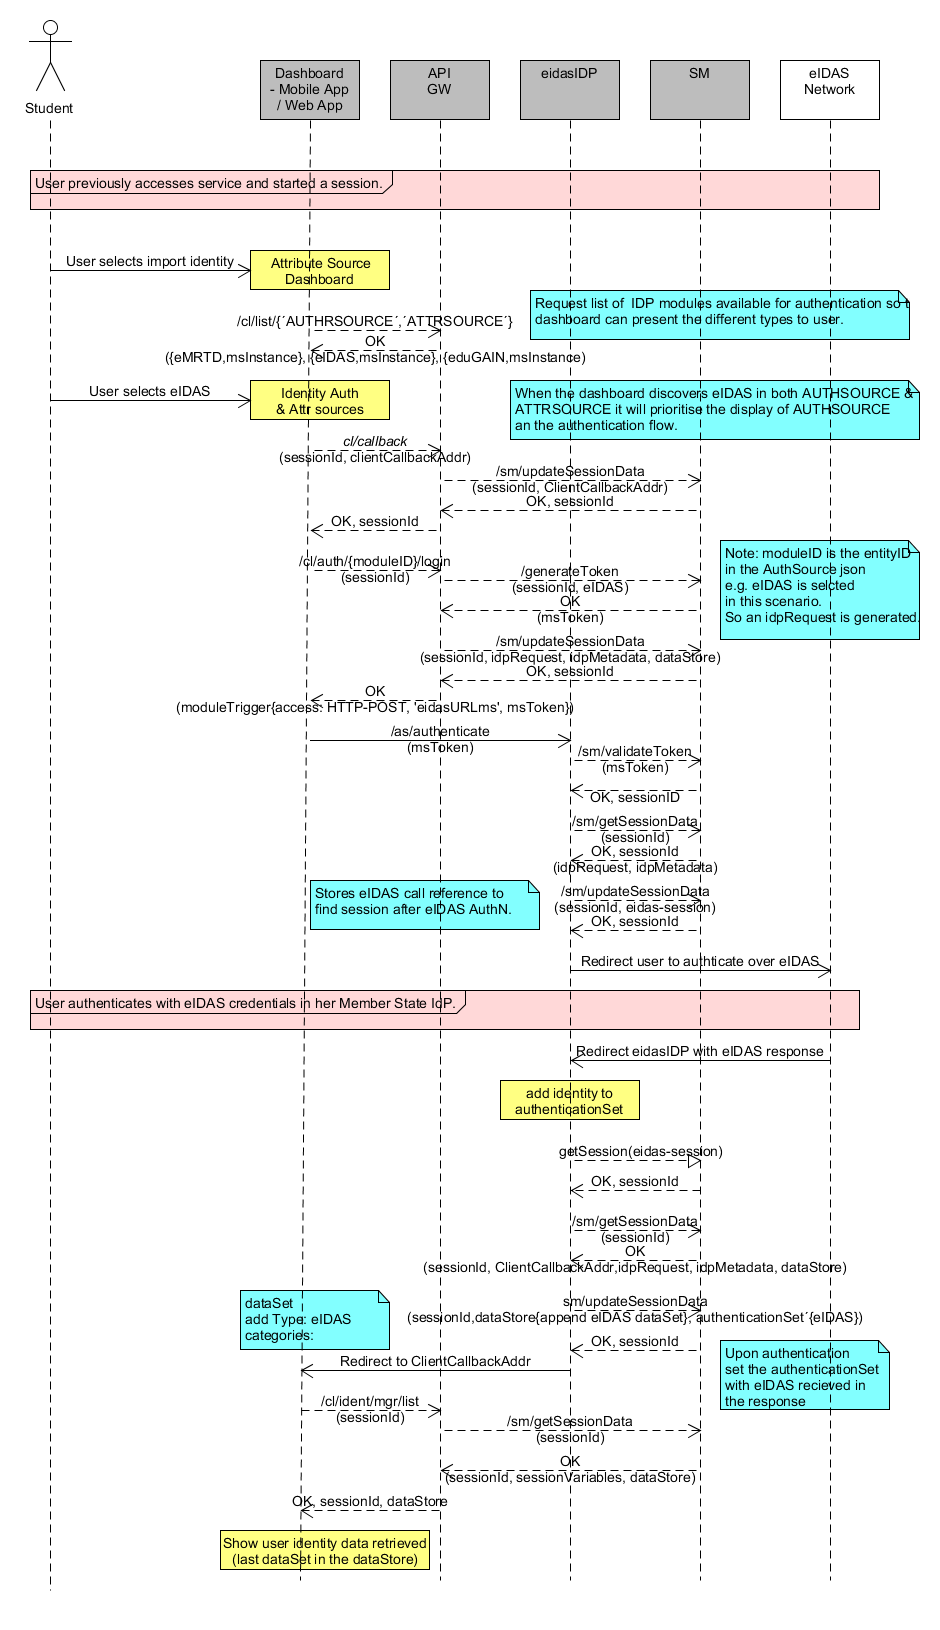 Student
Dashboard
- Mobile App
/ Web App
API
GW
eidasIDP
SM
eIDAS
Network
User previously accesses service and started a session.
User selects import identity
Attribute Source
Dashboard
Request list of IDP modules available for authentication so t
dashboard can present the different types to user.
/cl/list/{´AUTHRSOURCE´,´ATTRSOURCE´}
OK
({eMRTD,msInstance}, {eIDAS,msInstance}, {eduGAIN,msInstance)
User selects eIDAS
Identity Auth
& Attr sources
When the dashboard discovers eIDAS in both AUTHSOURCE &
ATTRSOURCE it will prioritise the display of AUTHSOURCE
an the authentication flow.
cl/callback
(sessionId, clientCallbackAddr)
/sm/updateSessionData
(sessionId, ClientCallbackAddr)
OK, sessionId
OK, sessionId
/cl/auth/{moduleID}/login
(sessionId)
Note: moduleID is the entityID
in the AuthSource json
e.g. eIDAS is selcted
in this scenario.
So an idpRequest is generated.
/generateToken
(sessionId, eIDAS)
OK
(msToken)
/sm/updateSessionData
(sessionId, idpRequest, idpMetadata, dataStore)
OK, sessionId
OK
(moduleTrigger{access: HTTP-POST, 'eidasURLms', msToken})
/as/authenticate
(msToken)
/sm/validateToken
(msToken)
OK, sessionID
/sm/getSessionData
(sessionId)
OK, sessionId
(idpRequest, idpMetadata)
Stores eIDAS call reference to
find session after eIDAS AuthN.
/sm/updateSessionData
(sessionId, eidas-session)
OK, sessionId
Redirect user to authticate over eIDAS
User authenticates with eIDAS credentials in her Member State IdP.
Redirect eidasIDP with eIDAS response
add identity to
authenticationSet
getSession(eidas-session)
OK, sessionId
/sm/getSessionData
(sessionId)
OK
(sessionId, ClientCallbackAddr,idpRequest, idpMetadata, dataStore)
dataSet
add Type: eIDAS
categories:
sm/updateSessionData
(sessionId,dataStore{append eIDAS dataSet}, authenticationSet´{eIDAS})
OK, sessionId
Upon authentication
set the authenticationSet
with eIDAS recieved in
the response
Redirect to ClientCallbackAddr
/cl/ident/mgr/list
(sessionId)
/sm/getSessionData
(sessionId)
OK
(sessionId, sessionVariables, dataStore)
OK, sessionId, dataStore
Show user identity data retrieved
(last dataSet in the dataStore)